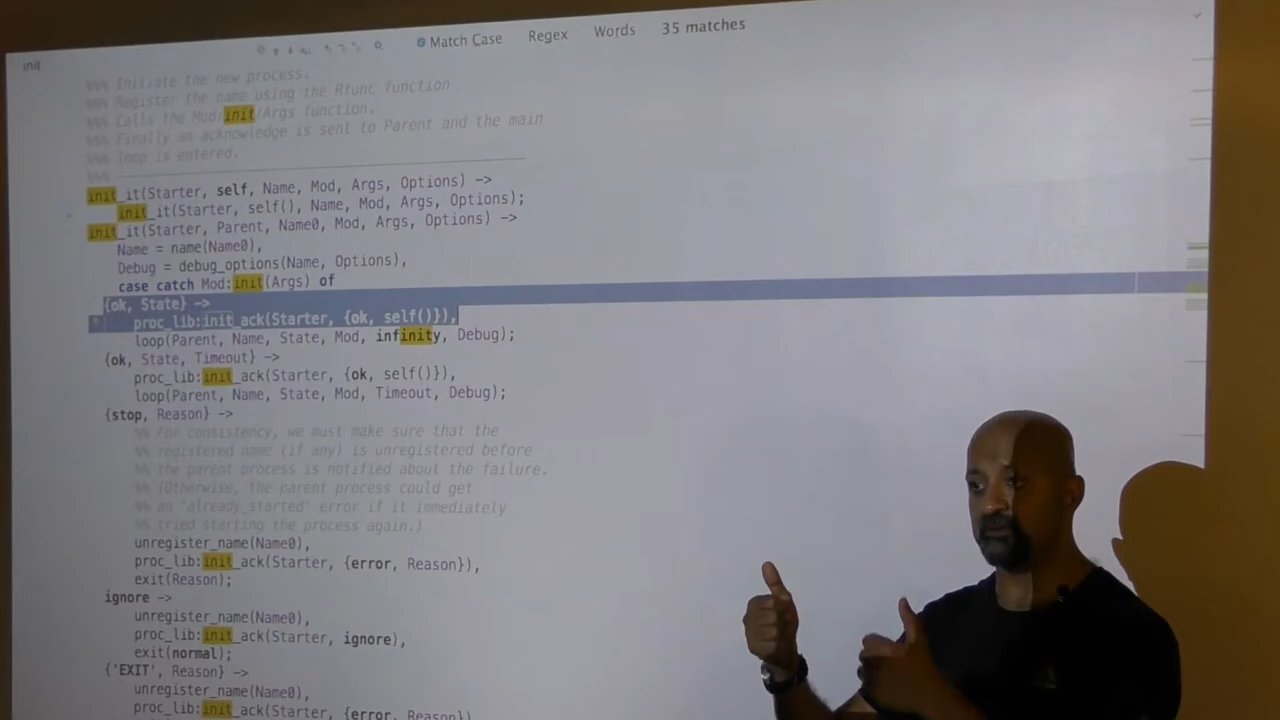 Match Case Regex Words 35 matches
init
%%% Initiate the new process.
%%% Register the name using the Rfunc function
%%% Calls the Mod:init/Args function.
%%% Finally an acknowledge is sent to Parent and the main
%%% loop is entered.
%%% ---------------------------------------------------
init_it(Starter, self, Name, Mod, Args, Options) ->
init_it(Starter, self(), Name, Mod, Args, Options);
init_it(Starter, Parent, Name0, Mod, Args, Options) ->
Name = name(Name0),
Debug = debug_options(Name, Options),
case catch Mod:init(Args) of
{ok, State} ->
proc_lib:init_ack(Starter, {ok, self()}),
loop(Parent, Name, State, Mod, infinity, Debug);
{ok, State, Timeout} ->
proc_lib:init_ack(Starter, {ok, self()}),
loop(Parent, Name, State, Mod, Timeout, Debug);
{stop, Reason} ->
%% For consistency, we must make sure that the
%% registered name (if any) is unregistered before
%% the parent process is notified about the failure.
%% (Otherwise, the parent process could get
%% an 'already_started' error if it immediately
%% tried starting the process again.)
unregister_name(Name0),
proc_lib:init_ack(Starter, {error, Reason}),
exit(Reason);
ignore ->
unregister_name(Name0),
proc_lib:init_ack(Starter, ignore),
exit(normal);
{'EXIT', Reason} ->
unregister_name(Name0),
proc_lib:init_ack(Starter, {error, Reason})